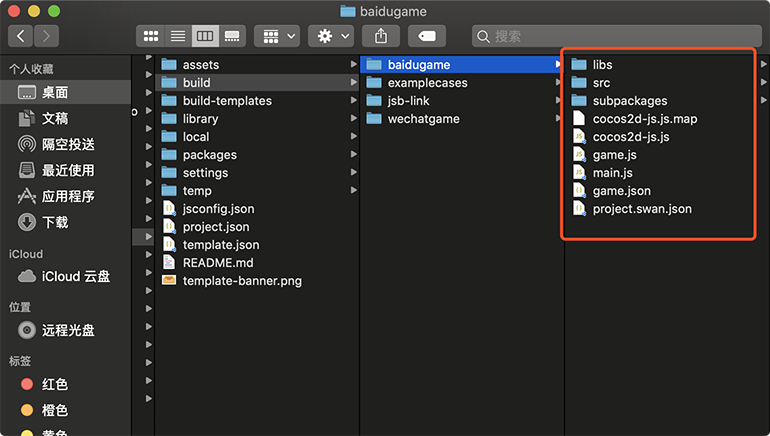 baidugame
搜索
个人收藏
桌面
文稿
隔空投送
最近使用
应用程序
下载
iCloud
iCloud 云盘
位置
远程光盘
标签
红色
橙色
黄色
assets
build
build-templates
library
local
packages
settings
temp
jsconfig.json
project.json
template.json
README.md
template-banner.png
baidugame
examplecases
jsb-link
wechatgame
libs
src
subpackages
cocos2d-js.js.map
cocos2d-js.js
game.js
main.js
game.json
project.swan.json